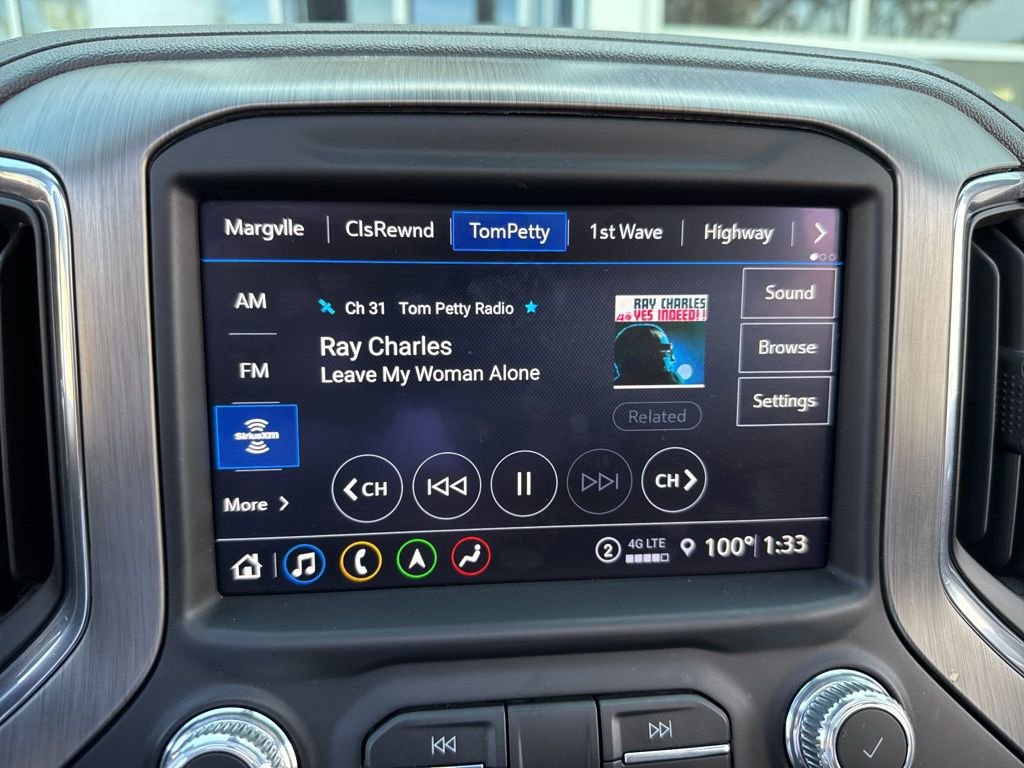 Margvlle ClsRewnd TomPetty 1st Wave Highway
AM
FM
SiriusXM
More
Ch 31 Tom Petty Radio
Ray Charles
Leave My Woman Alone
RAY CHARLES
YES INDEED!!
Related
Sound
Browse
Settings
CH
CH
2 4G LTE 100° 1:33